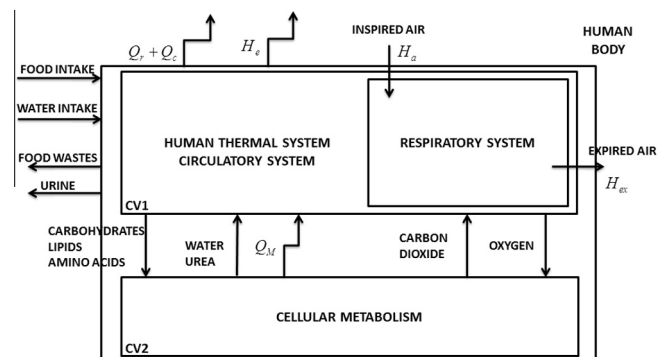 INSPIRED AIR
HUMAN
BODY
Q_r + Q_c
H_e
H_a
FOOD INTAKE
WATER INTAKE
HUMAN THERMAL SYSTEM
CIRCULATORY SYSTEM
RESPIRATORY SYSTEM
EXPIRED AIR
FOOD WASTES
URINE
H_ex
CV1
CARBOHYDRATES
LIPIDS
AMINO ACIDS
WATER
UREA
Q_M
CARBON
DIOXIDE
OXYGEN
CELLULAR METABOLISM
CV2